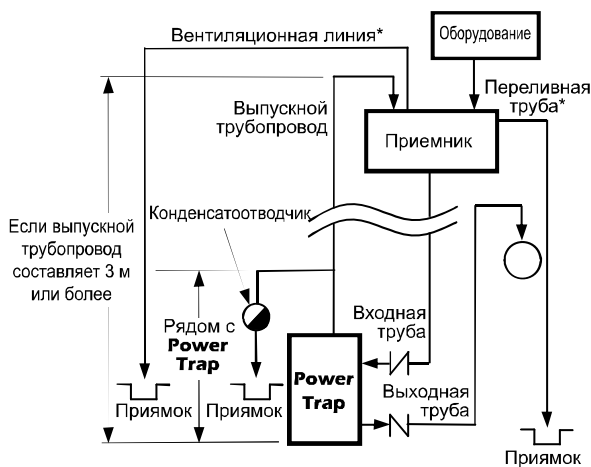 Вентиляционная линия*
Оборудование
Переливная
труба*
Выпускной
трубопровод
Приемник
Конденсатоотводчик
Если выпускной
трубопровод
составляет 3 м
или более
Рядом с
Power
Trap
Входная
труба
Power
Trap
Выходная
труба
Приямок
Приямок
Приямок